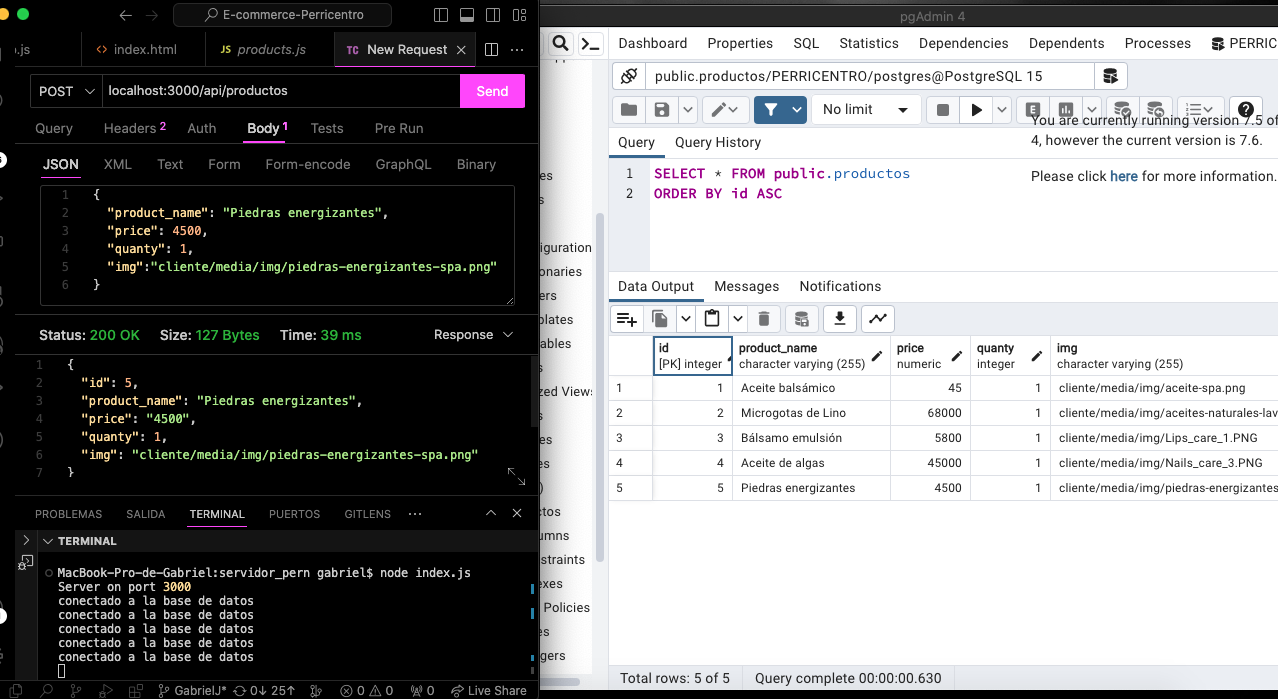 E-commerce-Perricentro
.js
<> index.html
JS products.js
TC New Request
POST
localhost:3000/api/productos
Send
Query
Headers 2
Auth
Body 1
Tests
Pre Run
JSON
XML
Text
Form
Form-encode
GraphQL
Binary
1 {
2 "product_name": "Piedras energizantes",
3 "price": 4500,
4 "quanty": 1,
5 "img":"cliente/media/img/piedras-energizantes-spa.png"
6 }
Status: 200 OK Size: 127 Bytes Time: 39 ms
Response
1 {
2 "id": 5,
3 "product_name": "Piedras energizantes",
4 "price": "4500",
5 "quanty": 1,
6 "img": "cliente/media/img/piedras-energizantes-spa.png"
7 }
PROBLEMAS SALIDA TERMINAL PUERTOS GITLENS ...
TERMINAL
MacBook-Pro-de-Gabriel:servidor_pern gabriel$ node index.js
Server on port 3000
conectado a la base de datos
conectado a la base de datos
conectado a la base de datos
conectado a la base de datos
conectado a la base de datos
GabrielJ* 0↓ 25↑ 0 0 0 Live Share
pgAdmin 4
Dashboard Properties SQL Statistics Dependencies Dependents Processes PERRIC
public.productos/PERRICENTRO/postgres@PostgreSQL 15
No limit
You are currently running version 7.5 of
4, however the current version is 7.6.
Please click here for more information.
Query Query History
1 SELECT * FROM public.productos
2 ORDER BY id ASC
es
s
iguration
onaries
ers
plates
ables
zed Views
s
es
es
)
ctos
umns
straints
exes
Policies
es
gers
Data Output Messages Notifications
id
[PK] integer
product_name
character varying (255)
price
numeric
quanty
integer
img
character varying (255)
1 1 Aceite balsámico 45 1 cliente/media/img/aceite-spa.png
2 2 Microgotas de Lino 68000 1 cliente/media/img/aceites-naturales-lav
3 3 Bálsamo emulsión 5800 1 cliente/media/img/Lips_care_1.PNG
4 4 Aceite de algas 45000 1 cliente/media/img/Nails_care_3.PNG
5 5 Piedras energizantes 4500 1 cliente/media/img/piedras-energizantes
Total rows: 5 of 5 Query complete 00:00:00.630